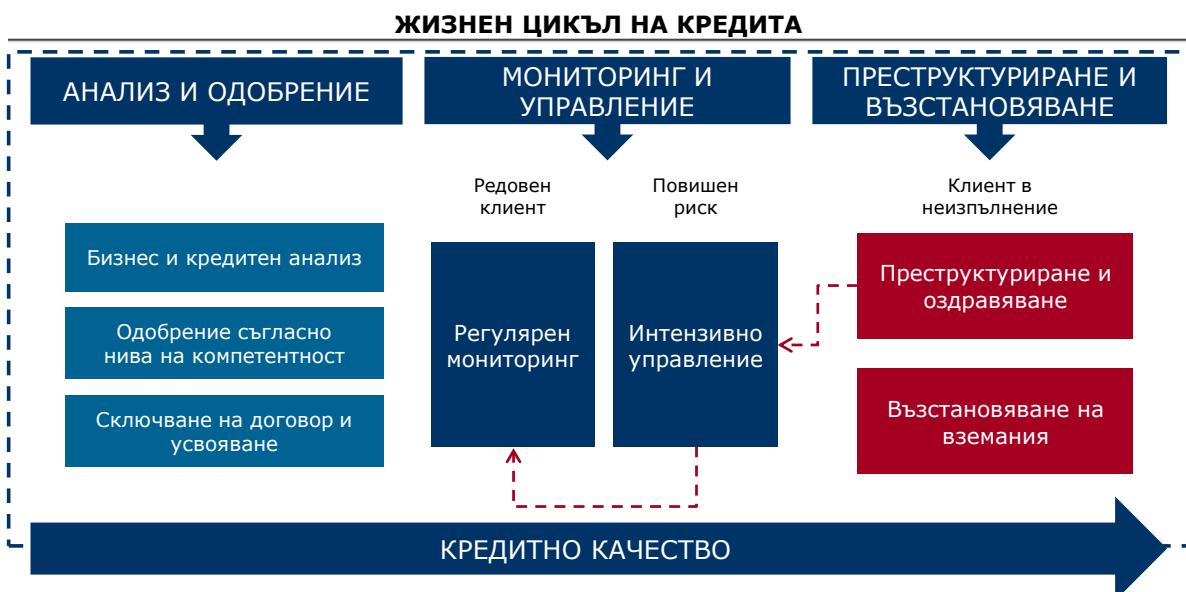 ЖИЗНЕН ЦИКЪЛ НА КРЕДИТА
АНАЛИЗ И ОДОБРЕНИЕ
МОНИТОРИНГ И
УПРАВЛЕНИЕ
ПРЕСТРУКТУРИРАНЕ И
ВЪЗСТАНОВЯВАНЕ
Бизнес и кредитен анализ
Одобрение съгласно
нива на компетентност
Сключване на договор и
усвояване
Редовен
клиент
Регулярен
мониторинг
Повишен
риск
Интензивно
управление
Клиент в
неизпълнение
Преструктуриране и
оздравяване
Възстановяване на
вземания
КРЕДИТНО КАЧЕСТВО